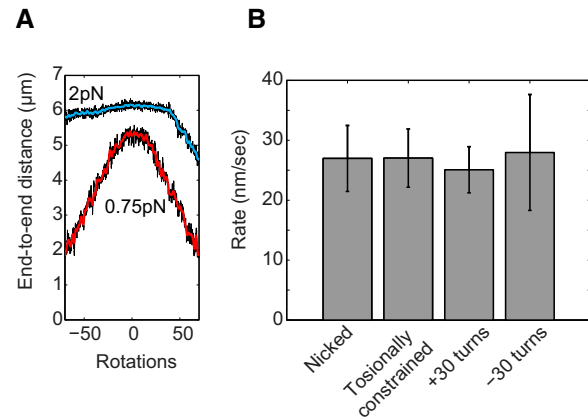 A
7
6
5
4
3
2
1
0
End-to-end distance (μm)
2pN
0.75pN
−50
0
50
Rotations
B
40
30
20
10
0
Rate (nm/sec)
Nicked
Tosionally
constrained
+30 turns
−30 turns